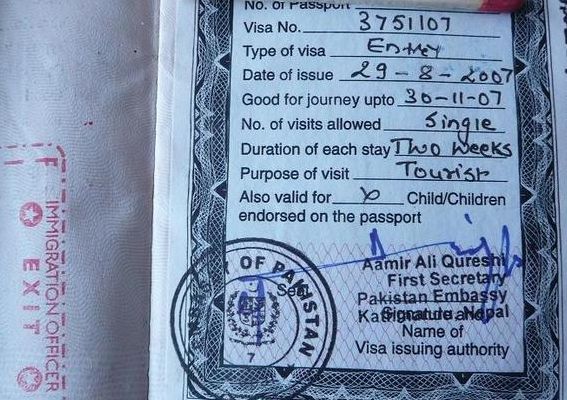 No. of Passport
Visa No. 3751107
Type of visa Entry
Date of issue 29-8-2007
Good for journey upto 30-11-07
No. of visits allowed Single
Duration of each stay Two weeks
Purpose of visit Tourist
Also valid for x Child/Children
endorsed on the passport
OF PAKISTAN
Seal
7
Aamir Ali Qureshi
First Secretary
Pakistan Embassy
Kathmandu, Nepal
Signature
Name of
Visa issuing authority
IMMIGRATION OFFICER
EXIT